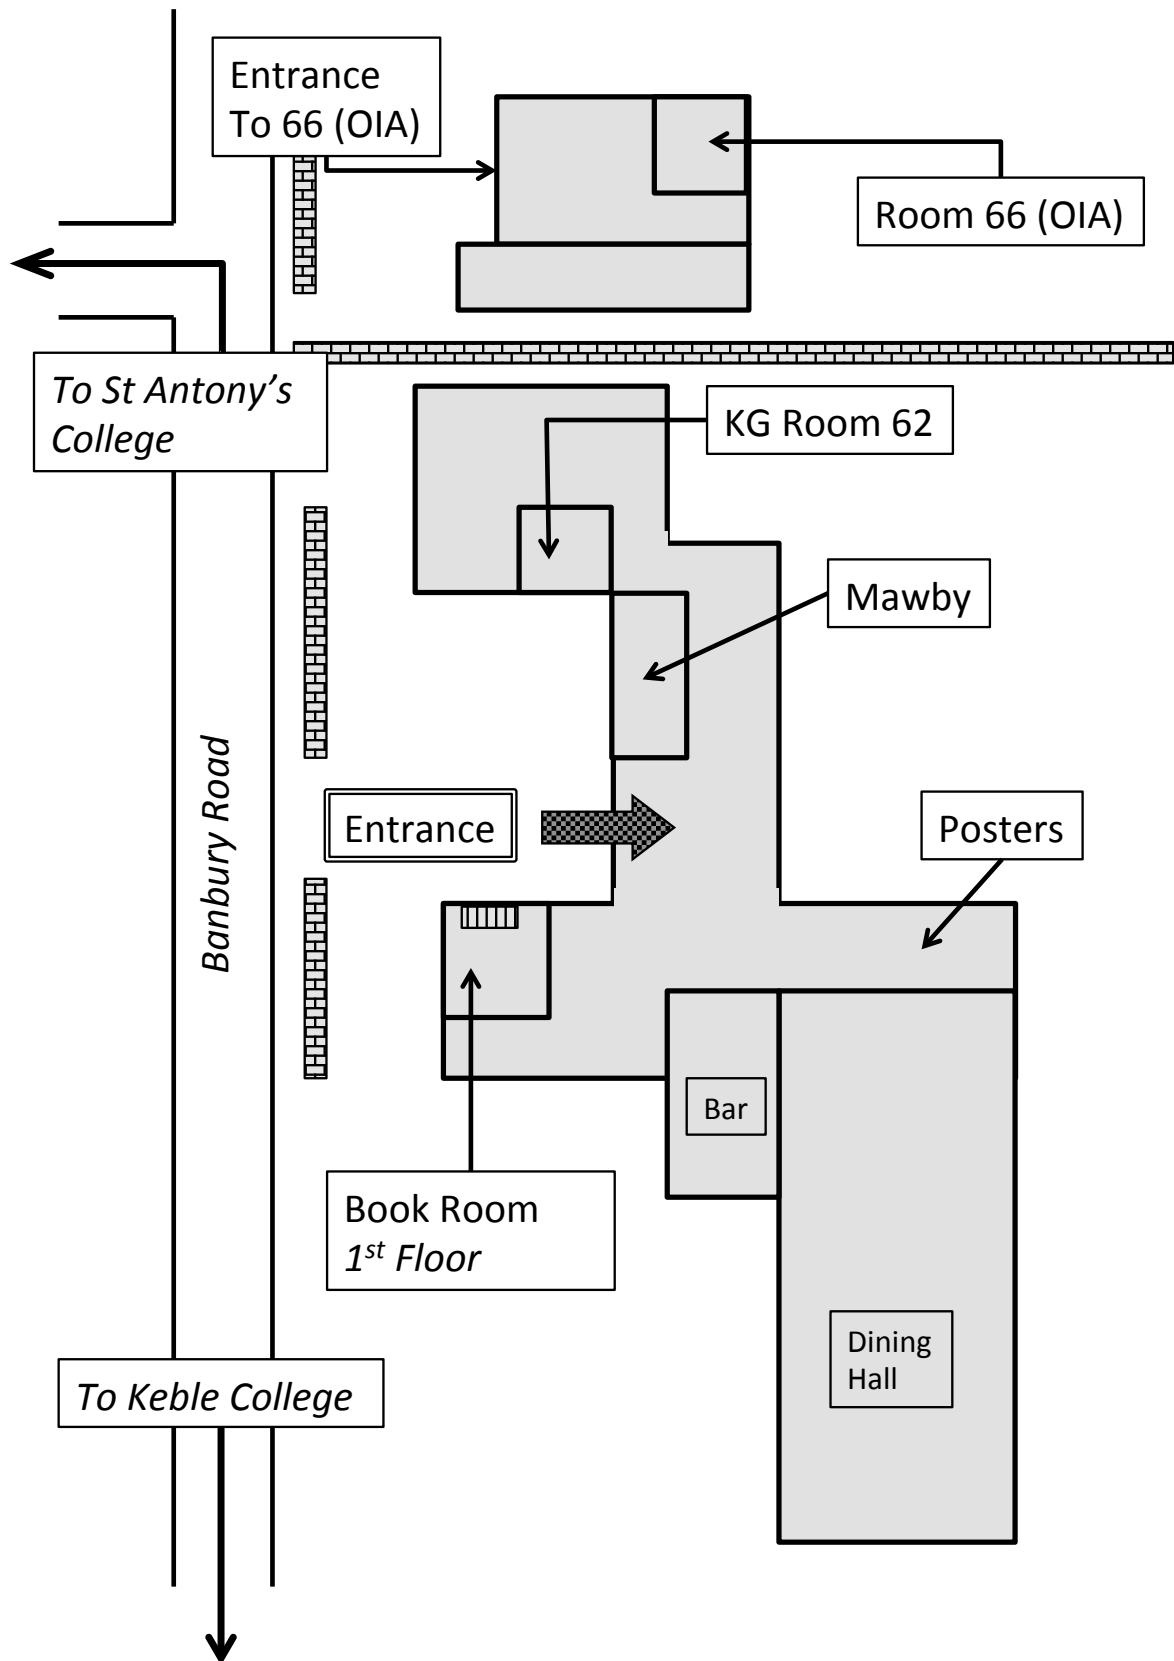 Entrance
To 66 (OIA)
Room 66 (OIA)
To St Antony’s
College
KG Room 62
Mawby
Banbury Road
Entrance
Posters
Bar
Book Room
1st Floor
Dining
Hall
To Keble College